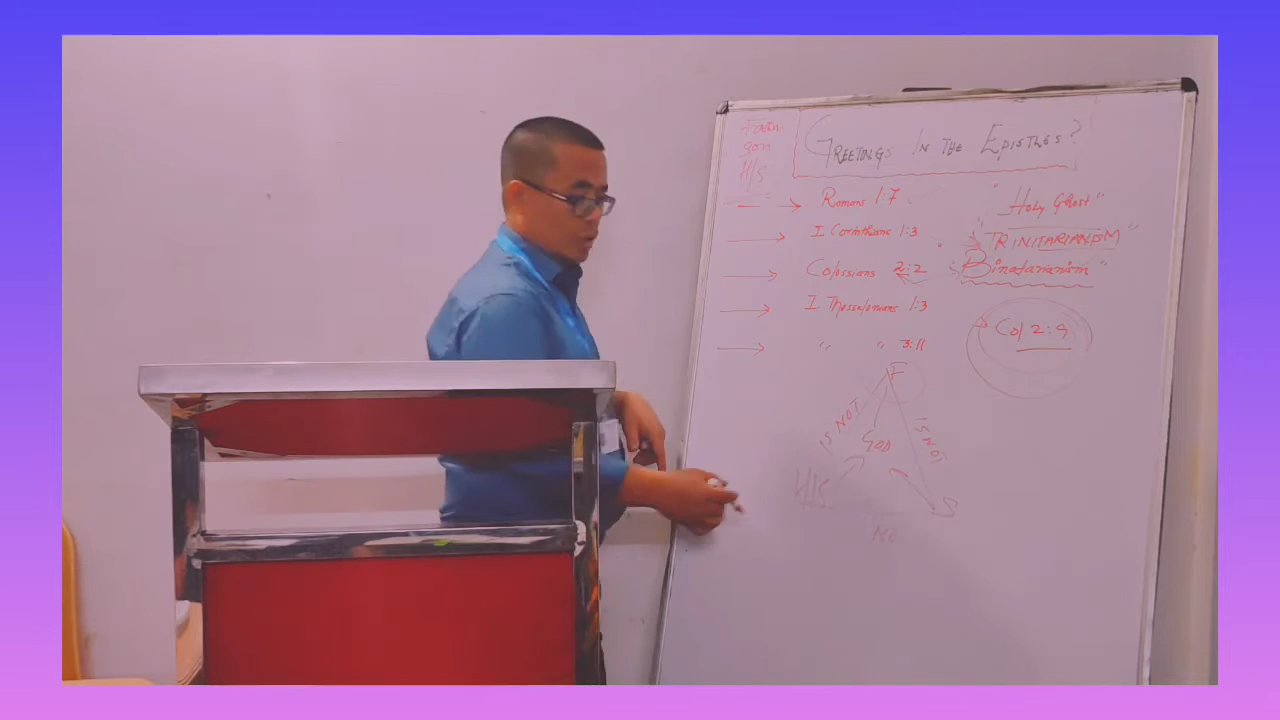 GREETINGS IN THE EPISTLES?
H/S
Romans 1:7
I Corinthians 1:3
Colossians 2:2
I Thessalonians 1:3
" " 3:11
"Holy Ghost"
"TRINITARIANISM"
"Binatarianism"
Col 2:9
F
IS NOT
IS NOT
GOD
H/S
S